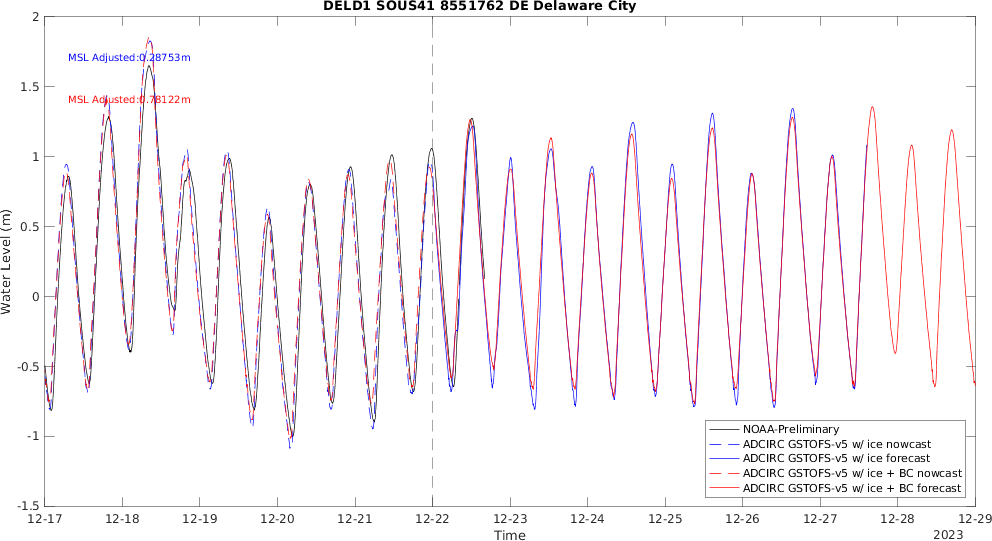 DELD1 SOUS41 8551762 DE Delaware City
MSL Adjusted:0.28753m
MSL Adjusted:0.78122m
Water Level (m)
2
1.5
1
0.5
0
-0.5
-1
-1.5
NOAA-Preliminary
ADCIRC GSTOFS-v5 w/ ice nowcast
ADCIRC GSTOFS-v5 w/ ice forecast
ADCIRC GSTOFS-v5 w/ ice + BC nowcast
ADCIRC GSTOFS-v5 w/ ice + BC forecast
12-17 12-18 12-19 12-20 12-21 12-22 12-23 12-24 12-25 12-26 12-27 12-28 12-29
Time
2023